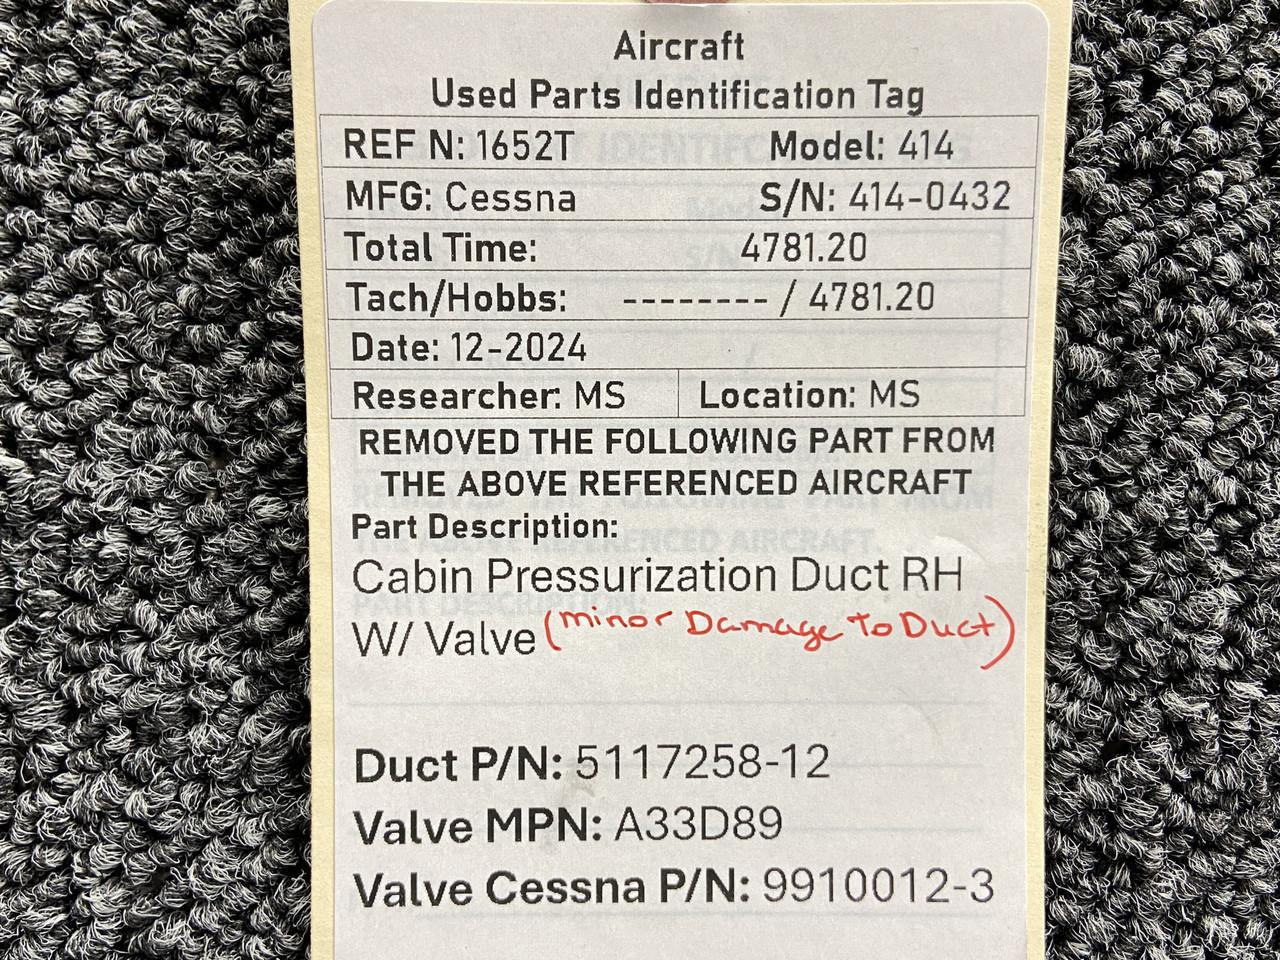 Aircraft
Used Parts Identification Tag
REF N: 1652T Model: 414
MFG: Cessna S/N: 414-0432
Total Time: 4781.20
Tach/Hobbs: -------- / 4781.20
Date: 12-2024
Researcher: MS Location: MS
REMOVED THE FOLLOWING PART FROM
THE ABOVE REFERENCED AIRCRAFT
Part Description:
Cabin Pressurization Duct RH
W/ Valve (minor Damage to Duct)
Duct P/N: 5117258-12
Valve MPN: A33D89
Valve Cessna P/N: 9910012-3